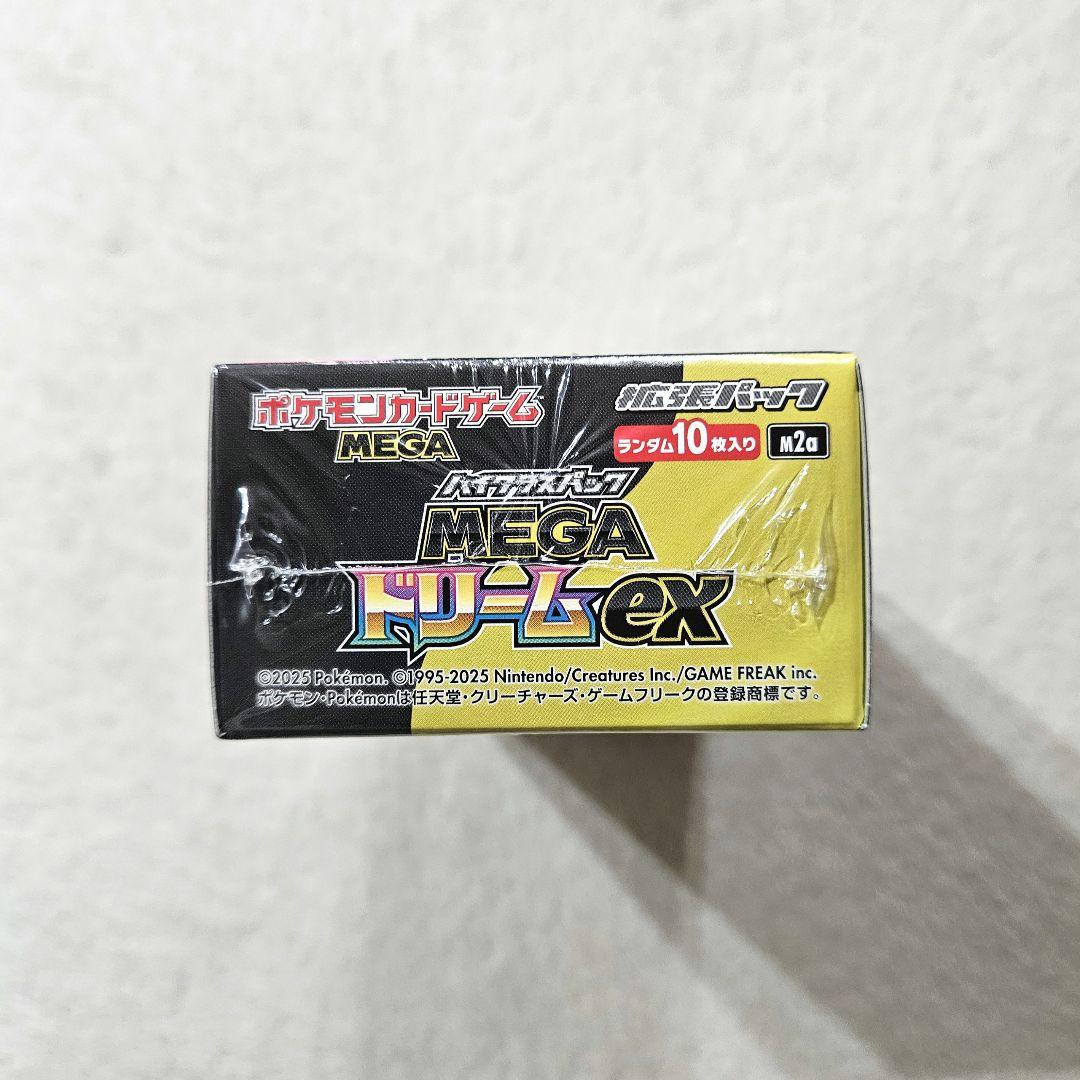 ポケモンカードゲーム
MEGA
拡張パック
ランダム10枚入り
M2a
ハイクラスパック
MEGA
ドリームex
©2025 Pokémon. ©1995-2025 Nintendo/Creatures Inc./GAME FREAK inc.
ポケモン・Pokémonは任天堂・クリーチャーズ・ゲームフリークの登録商標です。